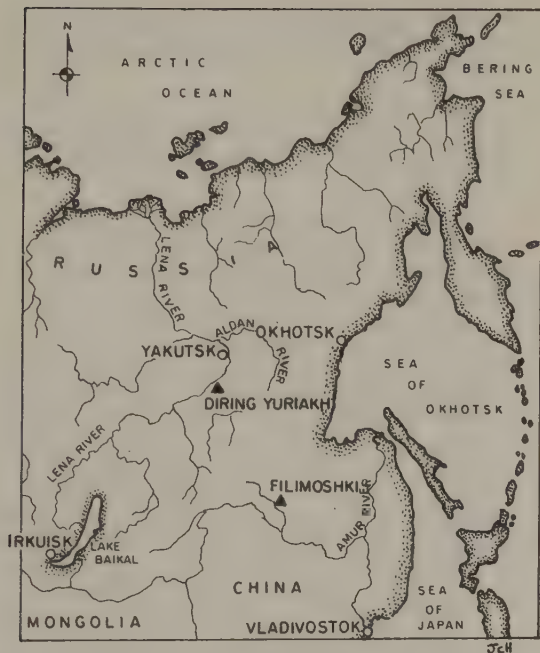 N
ARCTIC
OCEAN
BERING
SEA
RUSSIA
LENA RIVER
ALDAN
RIVER
OKHOTSK
YAKUTSK
SEA
OF
OKHOTSK
DIRING YURIAKH
LENA RIVER
FILIMOSHKI
AMUR RIVER
IRKUISK
LAKE
BAIKAL
CHINA
SEA
OF
JAPAN
MONGOLIA
VLADIVOSTOK
JCH